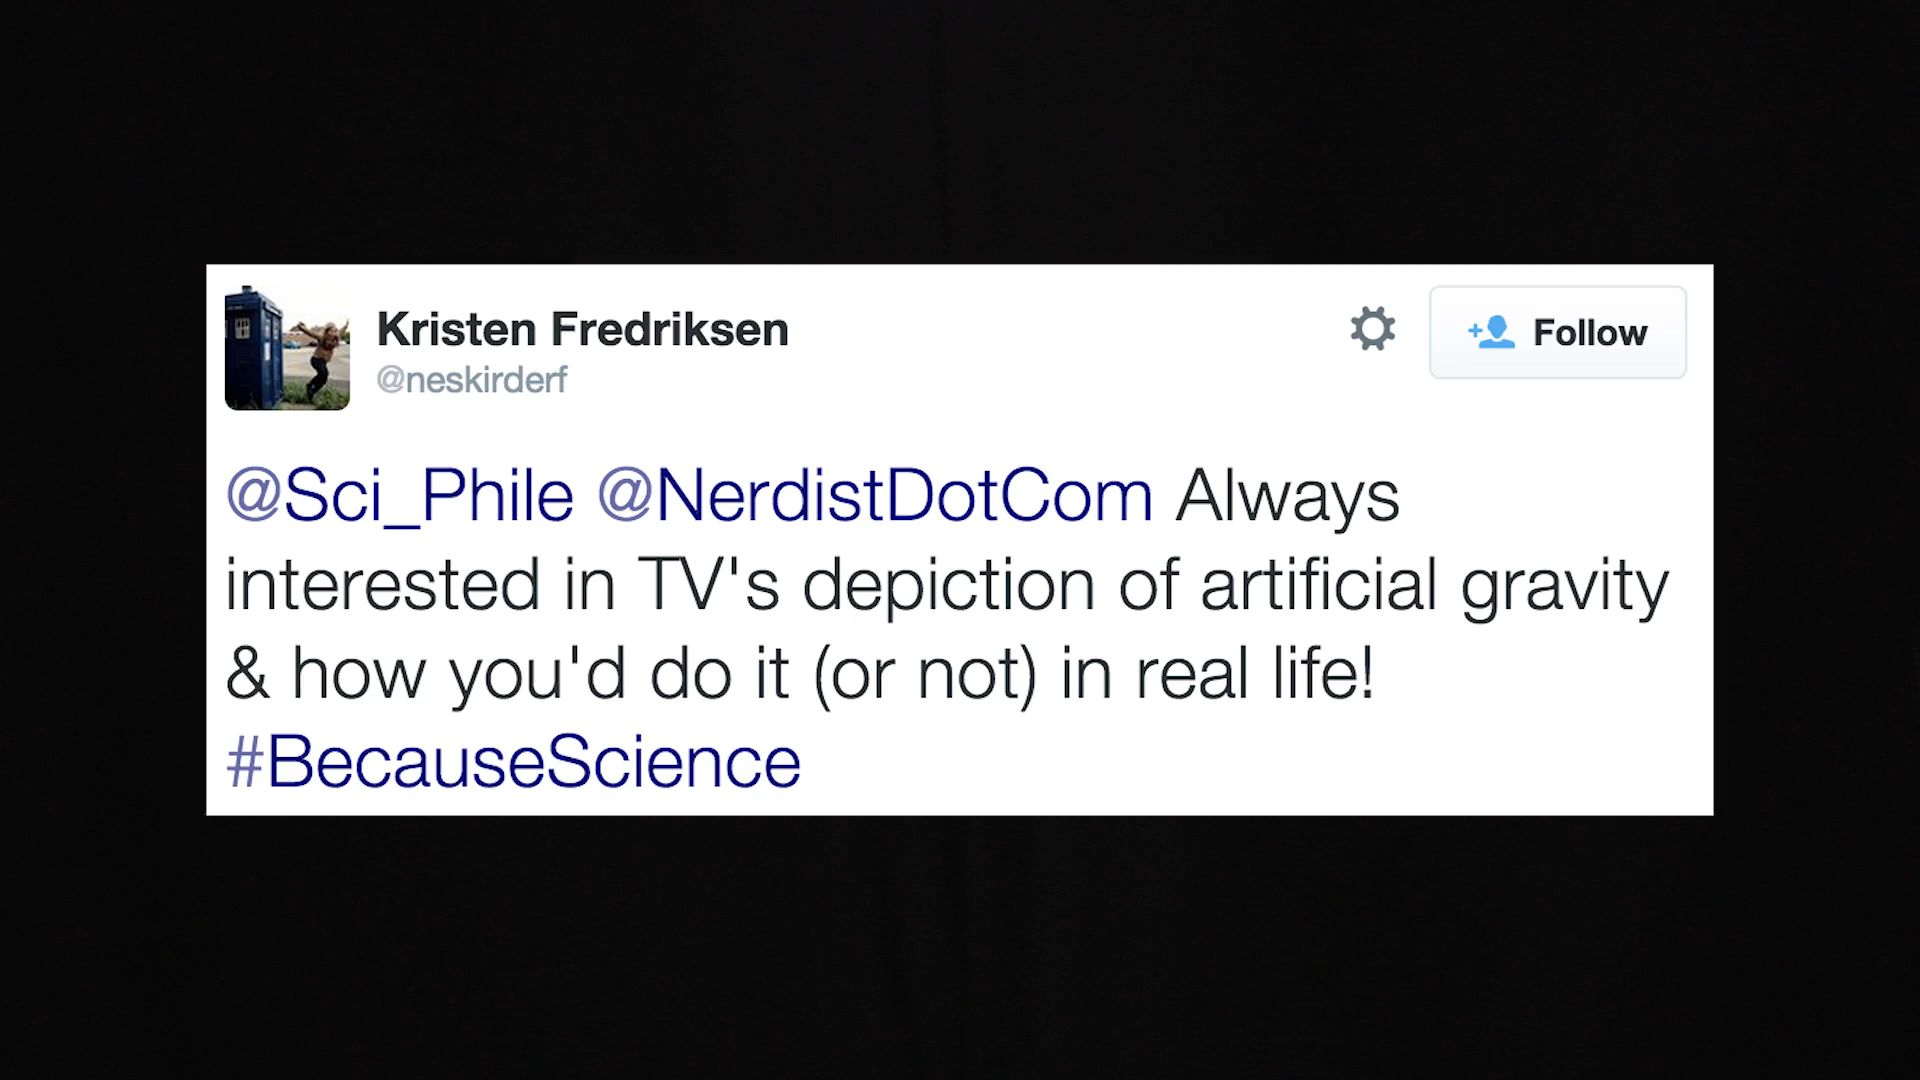 Kristen Fredriksen
@neskirderf
Follow
@Sci_Phile @NerdistDotCom Always
interested in TV's depiction of artificial gravity
& how you'd do it (or not) in real life!
#BecauseScience